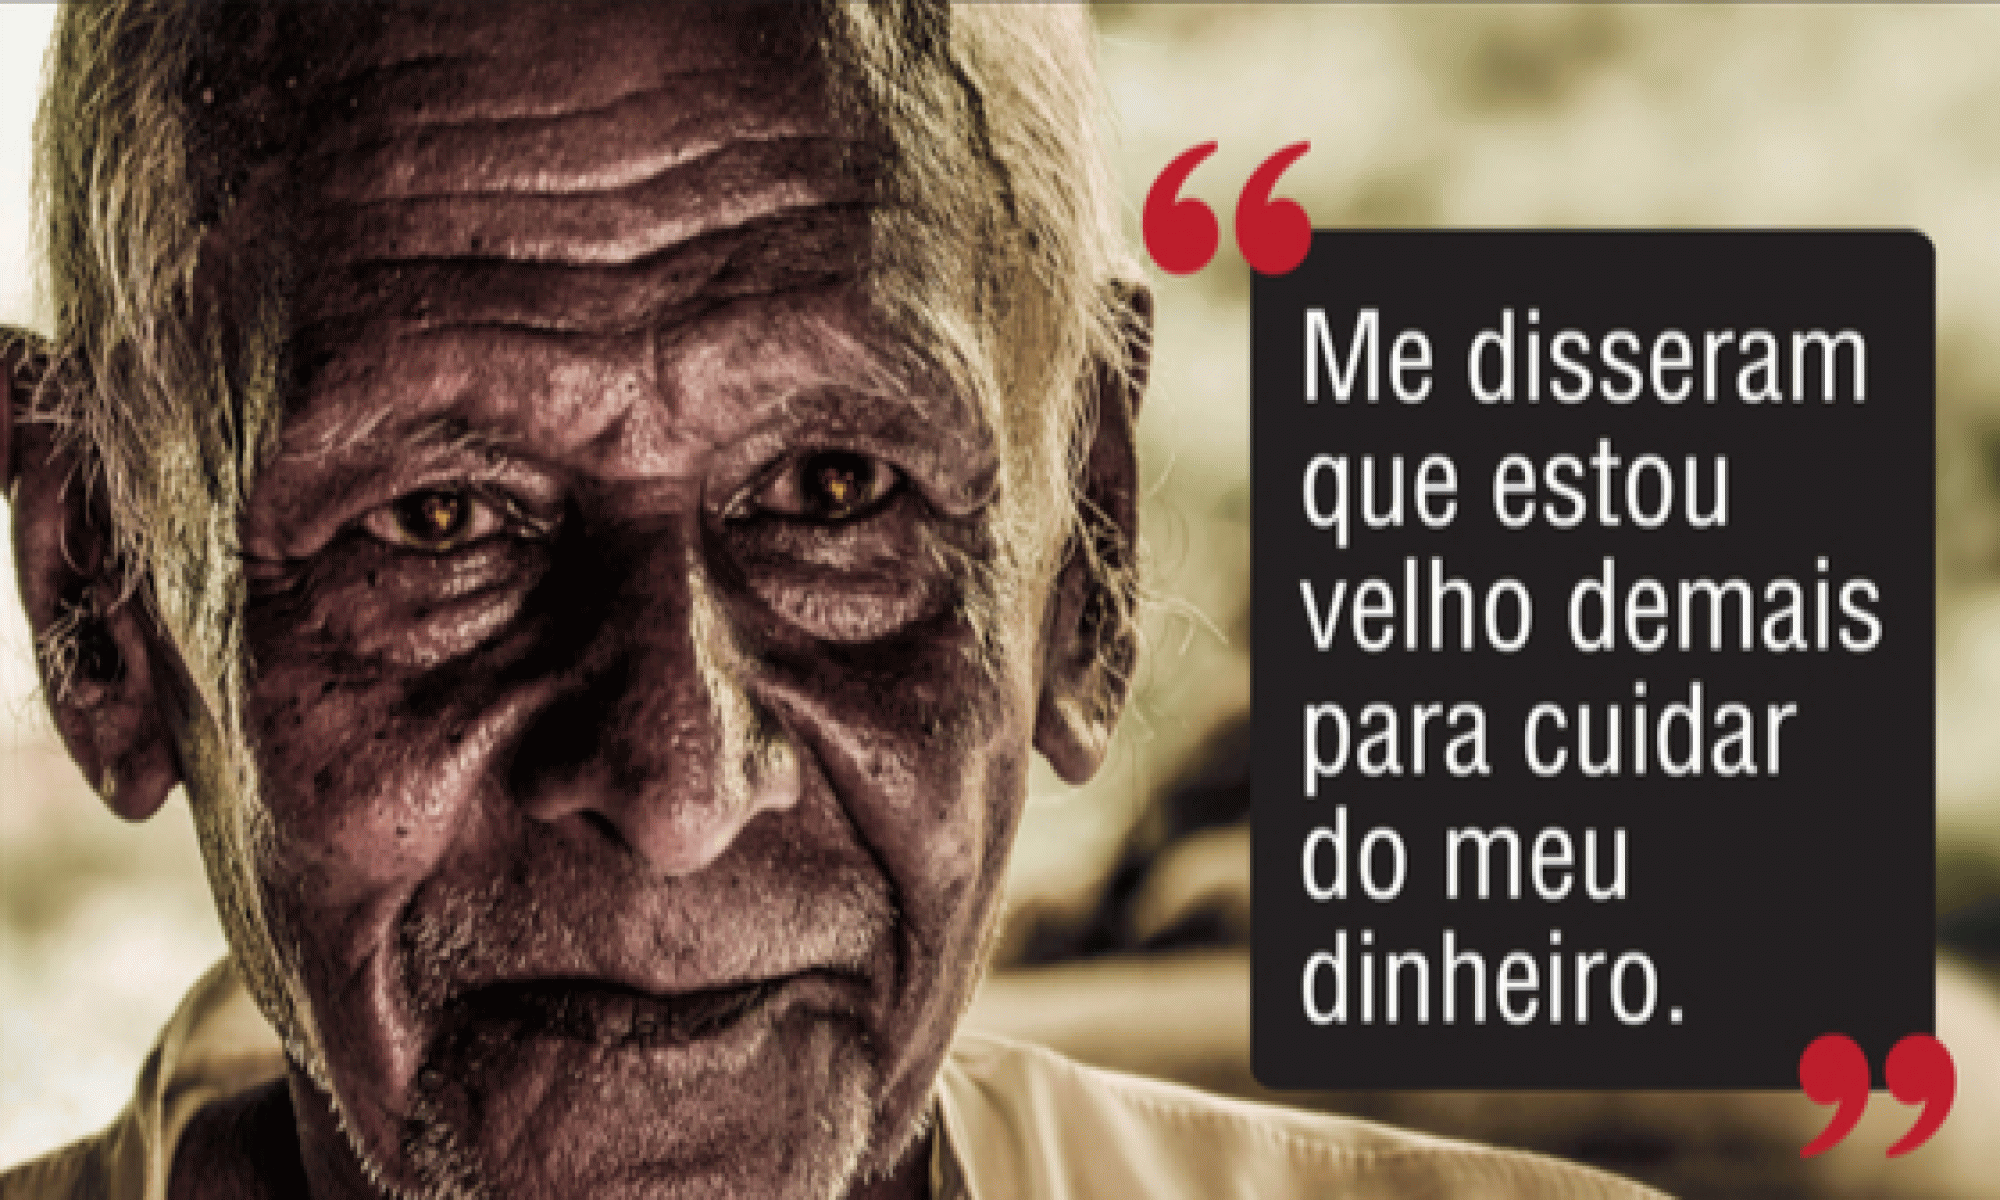 Me disseram
que estou
velho demais
para cuidar
do meu
dinheiro.